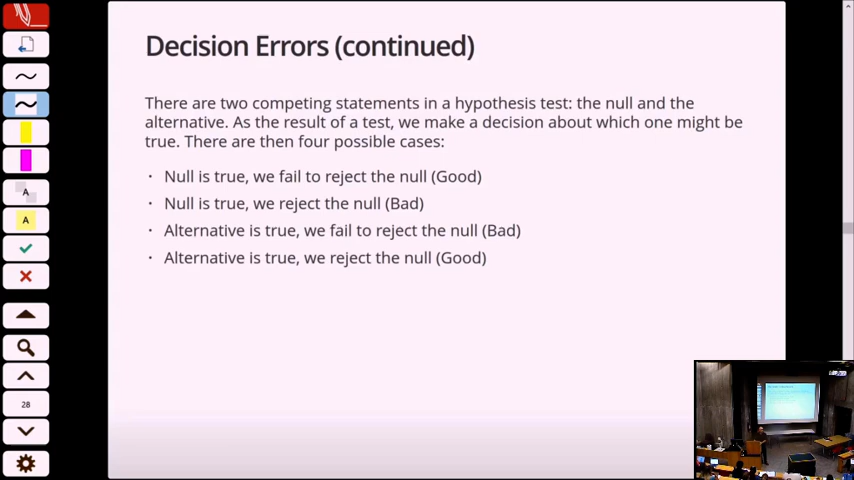 Decision Errors (continued)
There are two competing statements in a hypothesis test: the null and the
alternative. As the result of a test, we make a decision about which one might be
true. There are then four possible cases:
· Null is true, we fail to reject the null (Good)
· Null is true, we reject the null (Bad)
· Alternative is true, we fail to reject the null (Bad)
· Alternative is true, we reject the null (Good)
A
A
28